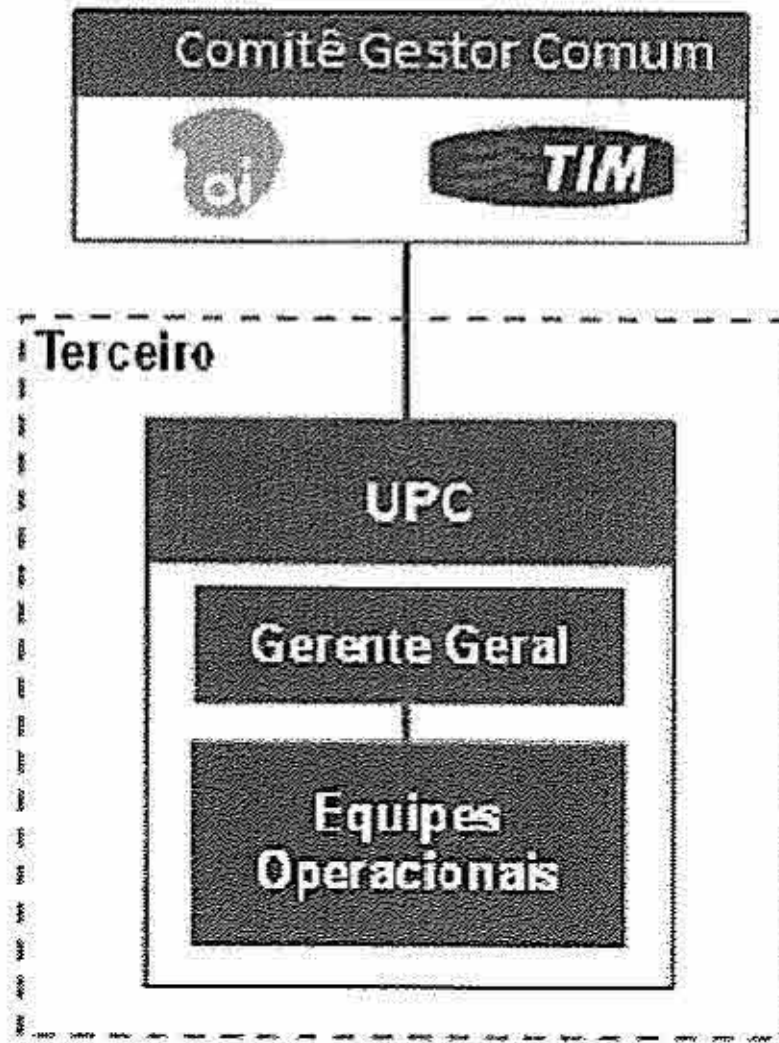 Comitê Gestor Comum
oi
TIM
Terceiro
UPC
Gerente Geral
Equipes
Operacionais